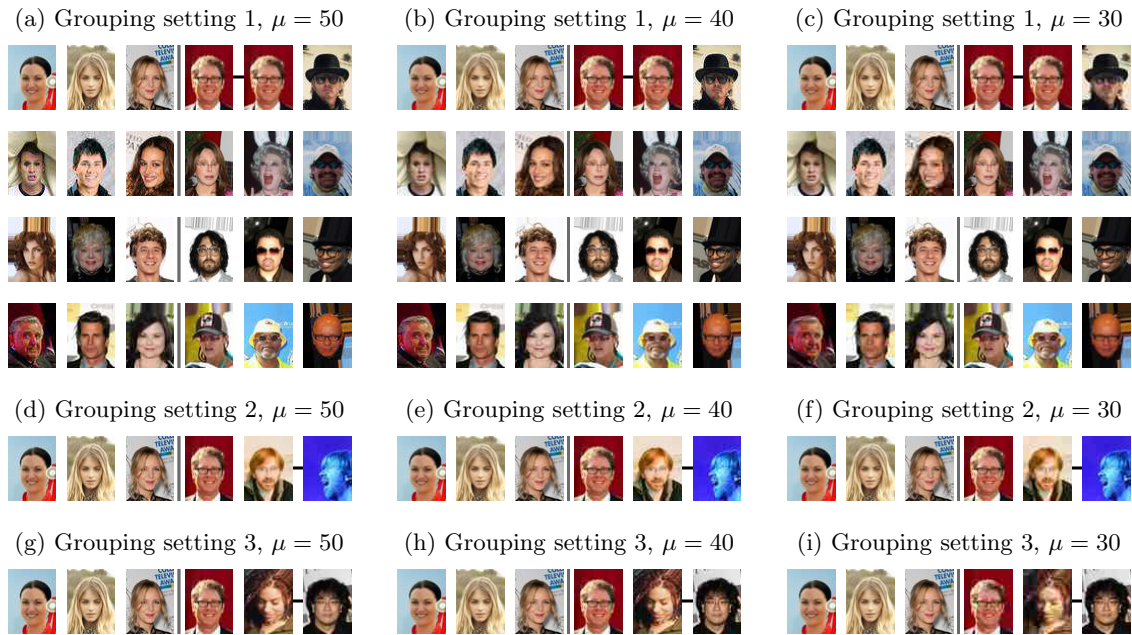 (a) Grouping setting 1, μ = 50
(b) Grouping setting 1, μ = 40
(c) Grouping setting 1, μ = 30
(d) Grouping setting 2, μ = 50
(e) Grouping setting 2, μ = 40
(f) Grouping setting 2, μ = 30
(g) Grouping setting 3, μ = 50
(h) Grouping setting 3, μ = 40
(i) Grouping setting 3, μ = 30